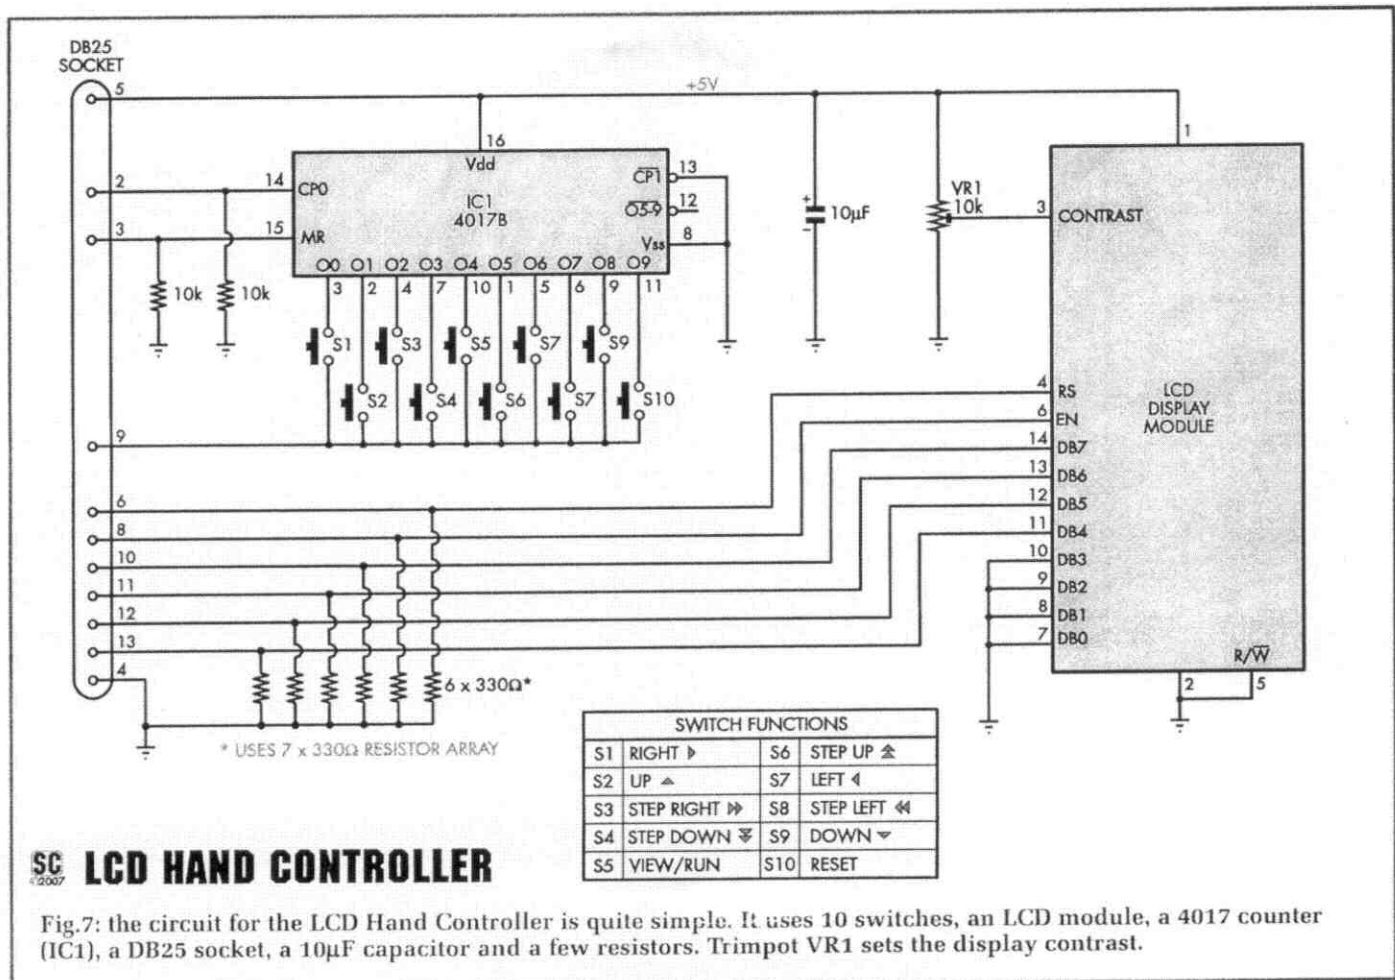 DB25
SOCKET
5
+5V
1
16
Vdd
2
14
CP0
IC1
4017B
CP1
13
O5-9
12
3
15
MR
Vss
8
O0 O1 O2 O3 O4 O5 O6 O7 O8 O9
3 2 4 7 10 1 5 6 9 11
10k
10k
+
10µF
−
VR1
10k
3
CONTRAST
S1 S3 S5 S7 S9
S2 S4 S6 S7 S10
9
4
RS
6
EN
14
DB7
13
DB6
12
DB5
11
DB4
10
DB3
9
DB2
8
DB1
7
DB0
LCD
DISPLAY
MODULE
R/W
2
5
6
8
10
11
12
13
4
6 x 330Ω*
* USES 7 x 330Ω RESISTOR ARRAY
SWITCH FUNCTIONS
S1 RIGHT S6 STEP UP
S2 UP S7 LEFT
S3 STEP RIGHT S8 STEP LEFT
S4 STEP DOWN S9 DOWN
S5 VIEW/RUN S10 RESET
SC
2007
LCD HAND CONTROLLER
Fig.7: the circuit for the LCD Hand Controller is quite simple. It uses 10 switches, an LCD module, a 4017 counter
(IC1), a DB25 socket, a 10µF capacitor and a few resistors. Trimpot VR1 sets the display contrast.